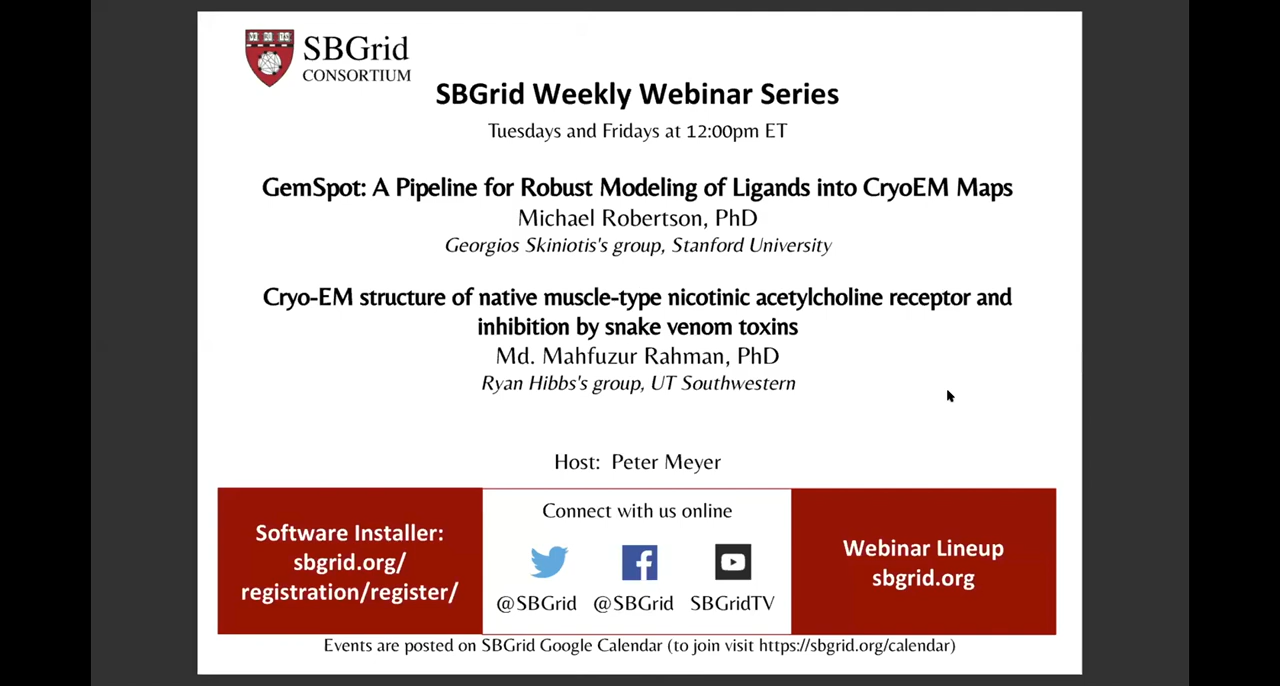 SBGrid
CONSORTIUM
SBGrid Weekly Webinar Series
Tuesdays and Fridays at 12:00pm ET
GemSpot: A Pipeline for Robust Modeling of Ligands into CryoEM Maps
Michael Robertson, PhD
Georgios Skiniotis's group, Stanford University
Cryo-EM structure of native muscle-type nicotinic acetylcholine receptor and
inhibition by snake venom toxins
Md. Mahfuzur Rahman, PhD
Ryan Hibbs's group, UT Southwestern
Host: Peter Meyer
Software Installer:
sbgrid.org/
registration/register/
Connect with us online
@SBGrid @SBGrid SBGridTV
Webinar Lineup
sbgrid.org
Events are posted on SBGrid Google Calendar (to join visit https://sbgrid.org/calendar)